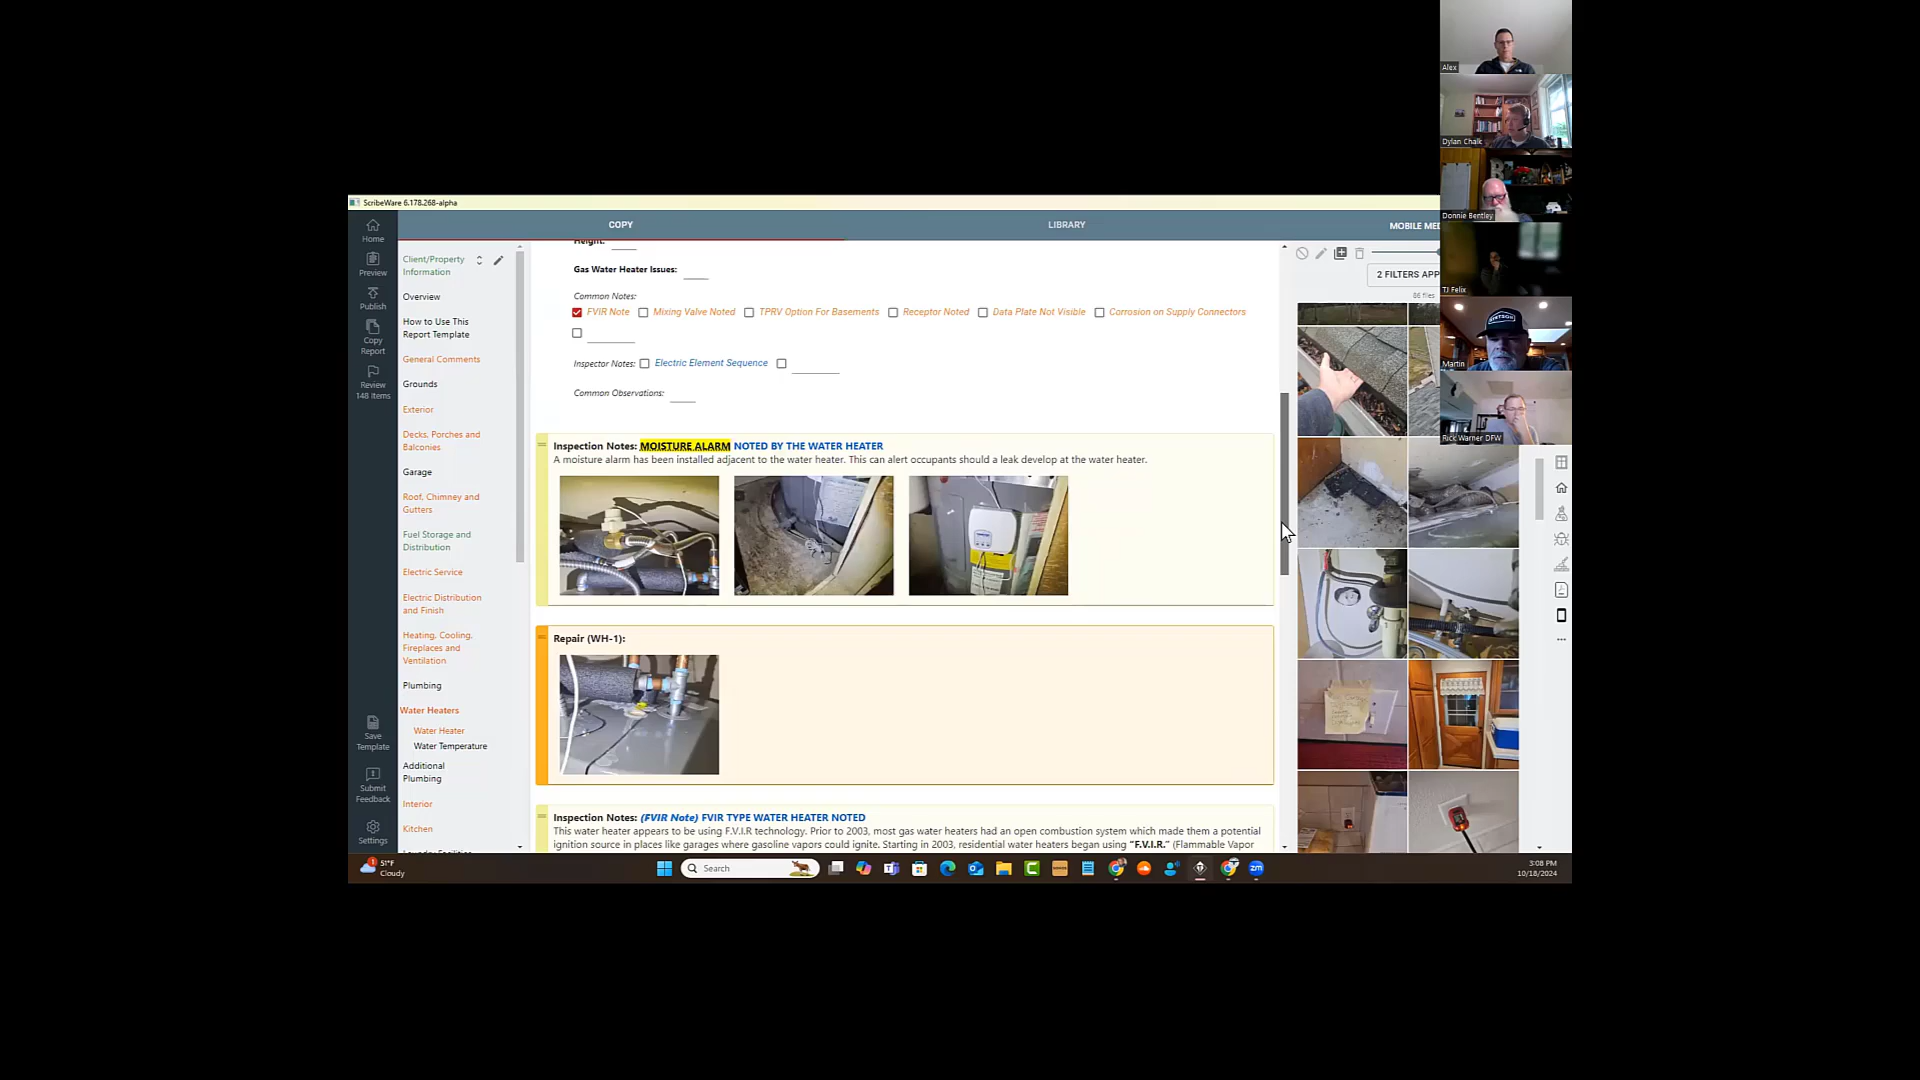 Alex
Dylan Chalk
Donnie Bentley
TJ Felix
Martin
Rick Warner DFW
ScribeWare 6.178.268-alpha
COPY
LIBRARY
MOBILE MED
Home
Preview
Publish
Copy
Report
Review
148 items
Save
Template
Submit
Feedback
Settings
Client/Property
Information
Overview
How to Use This
Report Template
General Comments
Grounds
Exterior
Decks, Porches and
Balconies
Garage
Roof, Chimney and
Gutters
Fuel Storage and
Distribution
Electric Service
Electric Distribution
and Finish
Heating, Cooling,
Fireplaces and
Ventilation
Plumbing
Water Heaters
Water Heater
Water Temperature
Additional
Plumbing
Interior
Kitchen
Laundry Facilities
Height:
Gas Water Heater Issues:
Common Notes:
FVIR Note Mixing Valve Noted TPRV Option For Basements Receptor Noted Data Plate Not Visible Corrosion on Supply Connectors
Inspector Notes: Electric Element Sequence
Common Observations:
Inspection Notes: MOISTURE ALARM NOTED BY THE WATER HEATER
A moisture alarm has been installed adjacent to the water heater. This can alert occupants should a leak develop at the water heater.
Repair (WH-1):
Inspection Notes: (FVIR Note) FVIR TYPE WATER HEATER NOTED
This water heater appears to be using F.V.I.R technology. Prior to 2003, most gas water heaters had an open combustion system which made them a potential
ignition source in places like garages where gasoline vapors could ignite. Starting in 2003, residential water heaters began using "F.V.I.R." (Flammable Vapor
2 FILTERS APP
86 files
1
51°F
Cloudy
Search
zm
3:08 PM
10/18/2024